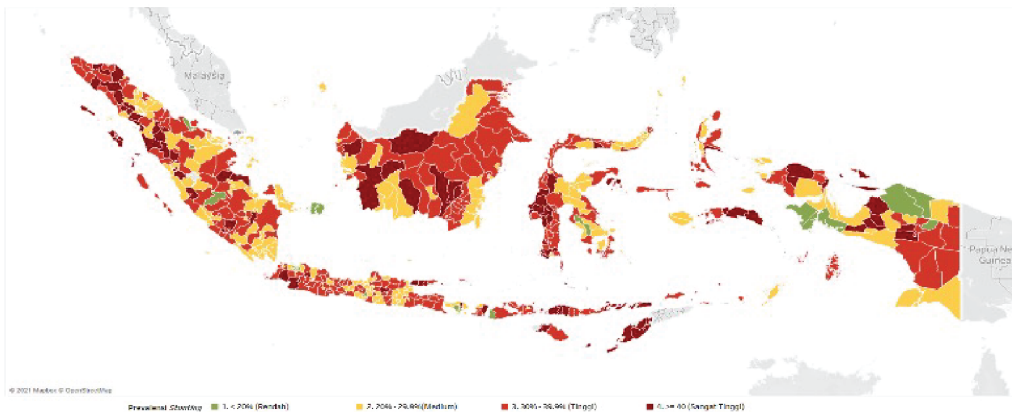 Malaysia
Papua New
Guinea
© 2021 Mapbox © OpenStreetMap
Prevalensi Stunting 1. < 20% (Rendah) 2. 20% - 29.9% (Medium) 3. 30% - 39.9% (Tinggi) 4. >= 40 (Sangat Tinggi)